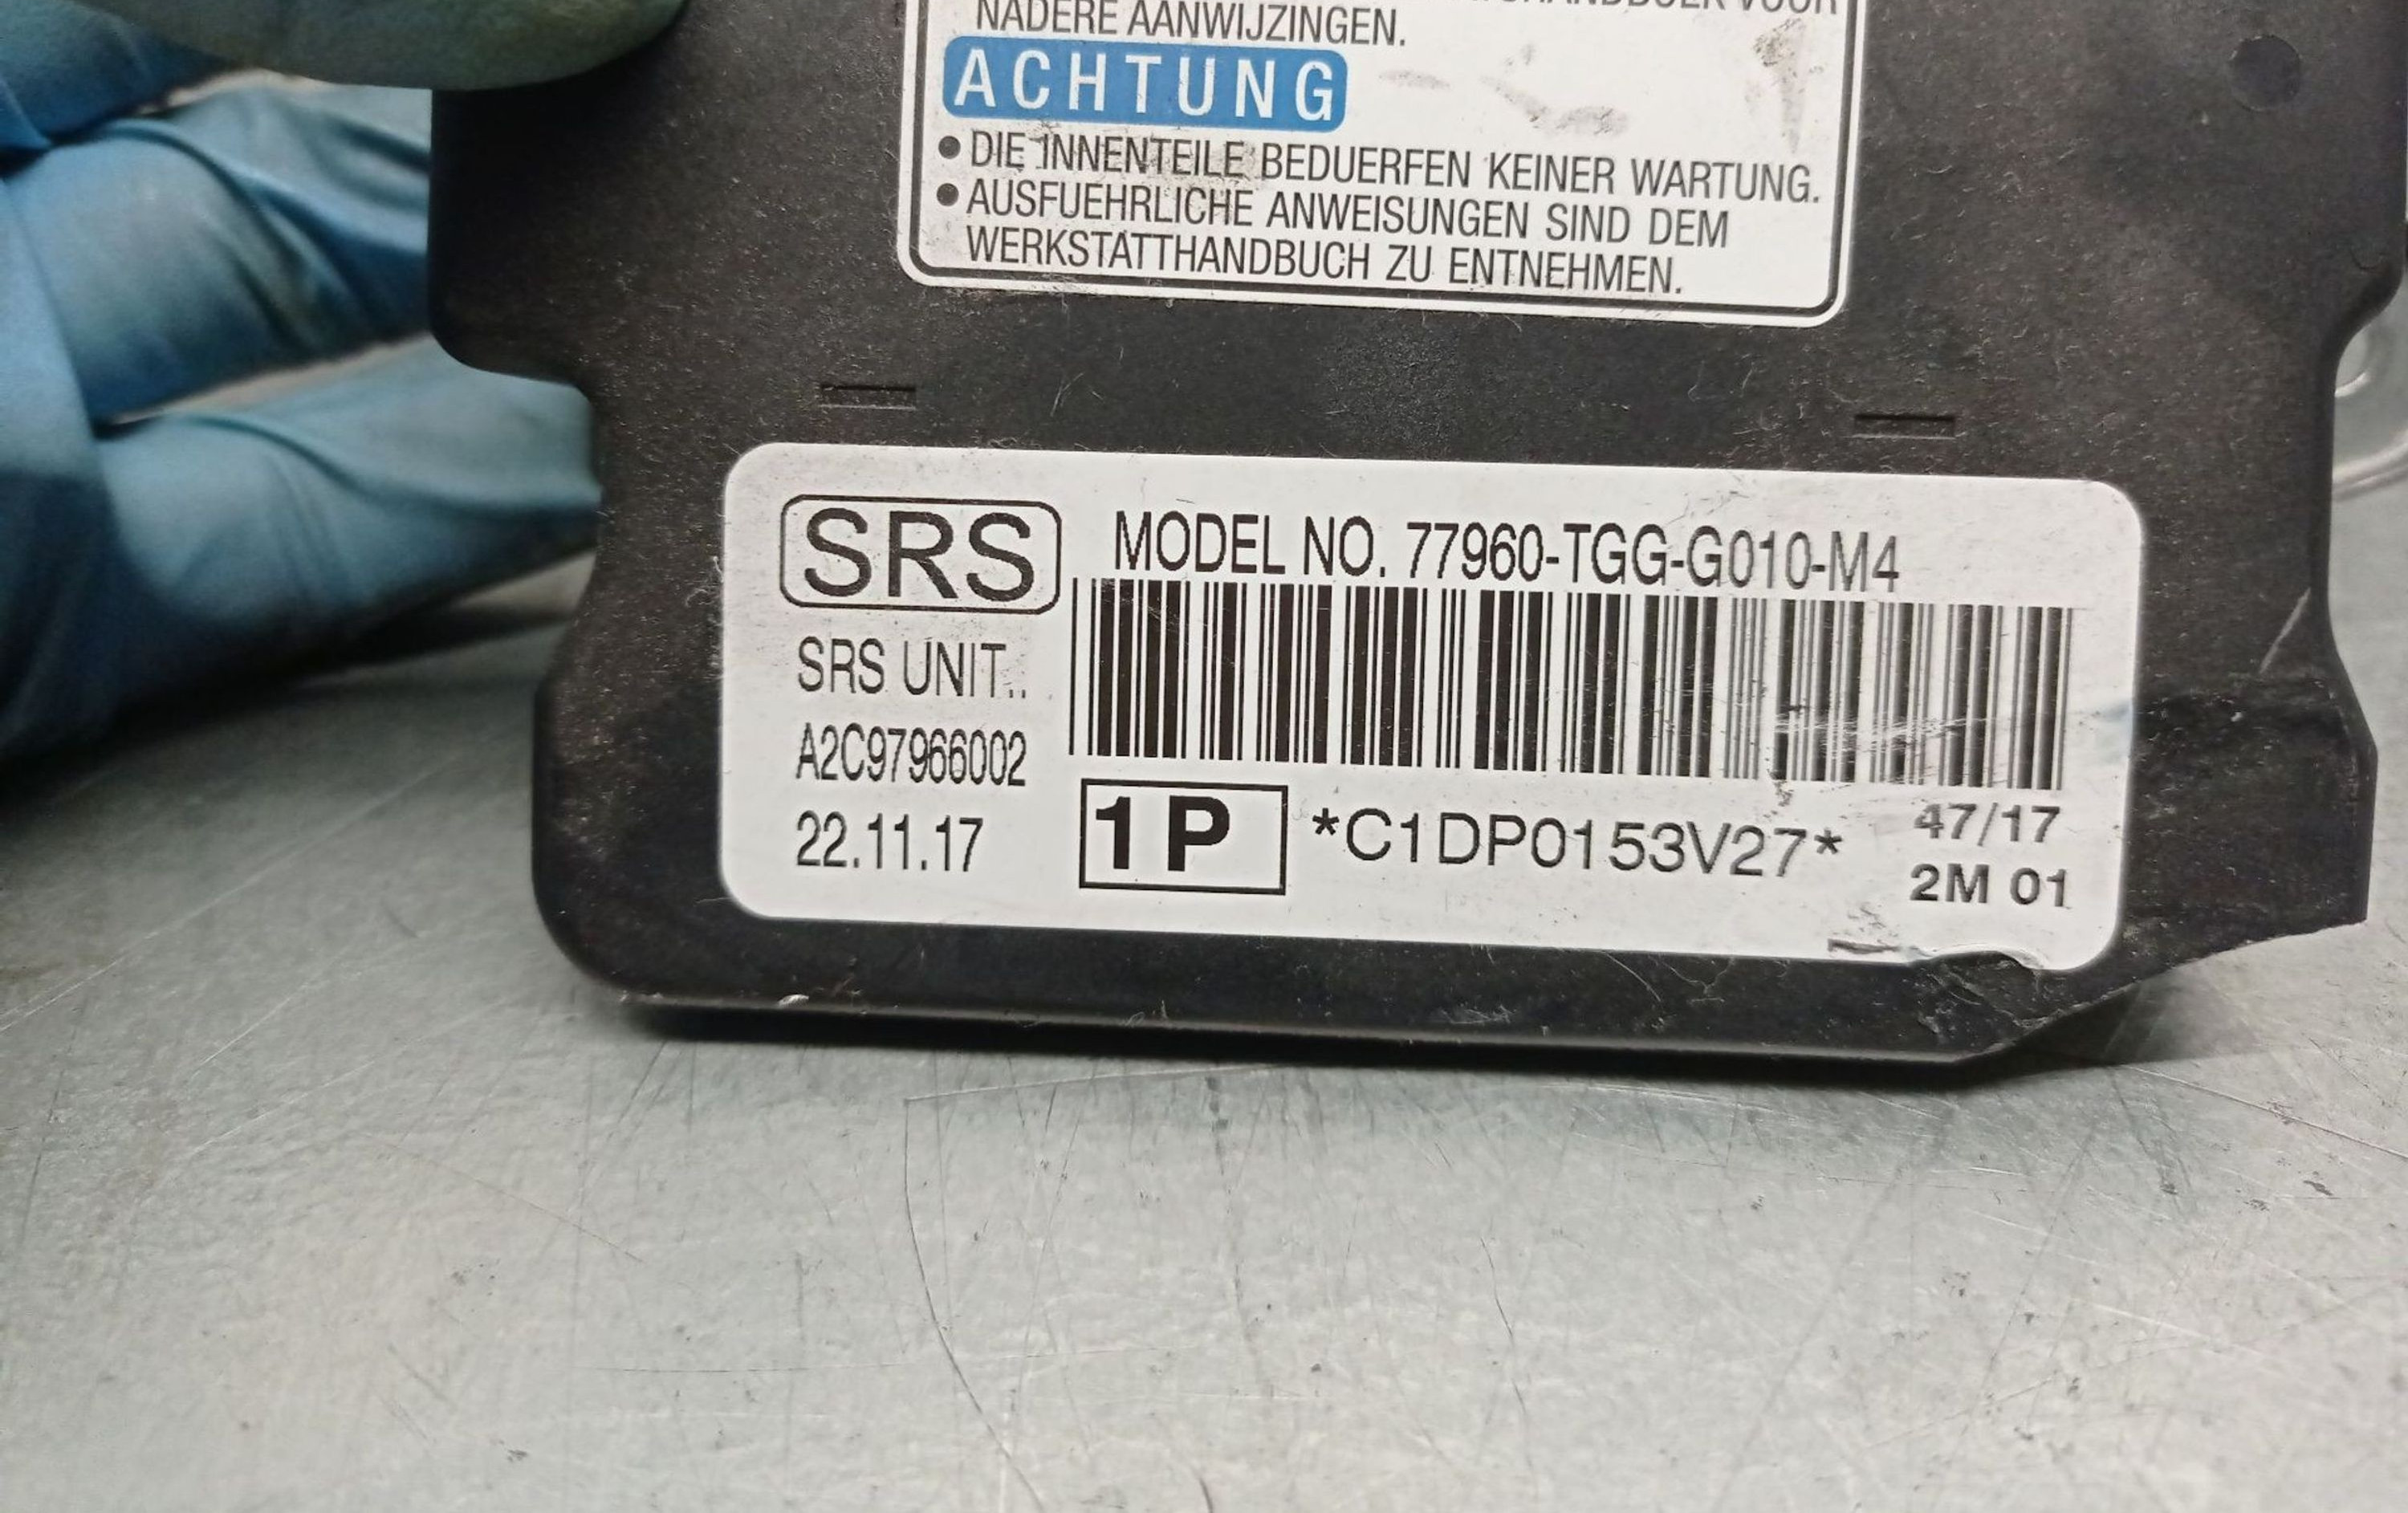 NADERE AANWIJZINGEN.
ACHTUNG
• DIE INNENTEILE BEDUERFEN KEINER WARTUNG.
• AUSFUEHRLICHE ANWEISUNGEN SIND DEM
WERKSTATTHANDBUCH ZU ENTNEHMEN.
SRS
MODEL NO. 77960-TGG-G010-M4
SRS UNIT..
A2C97966002
22.11.17
1P
*C1DP0153V27*
47/17
2M 01